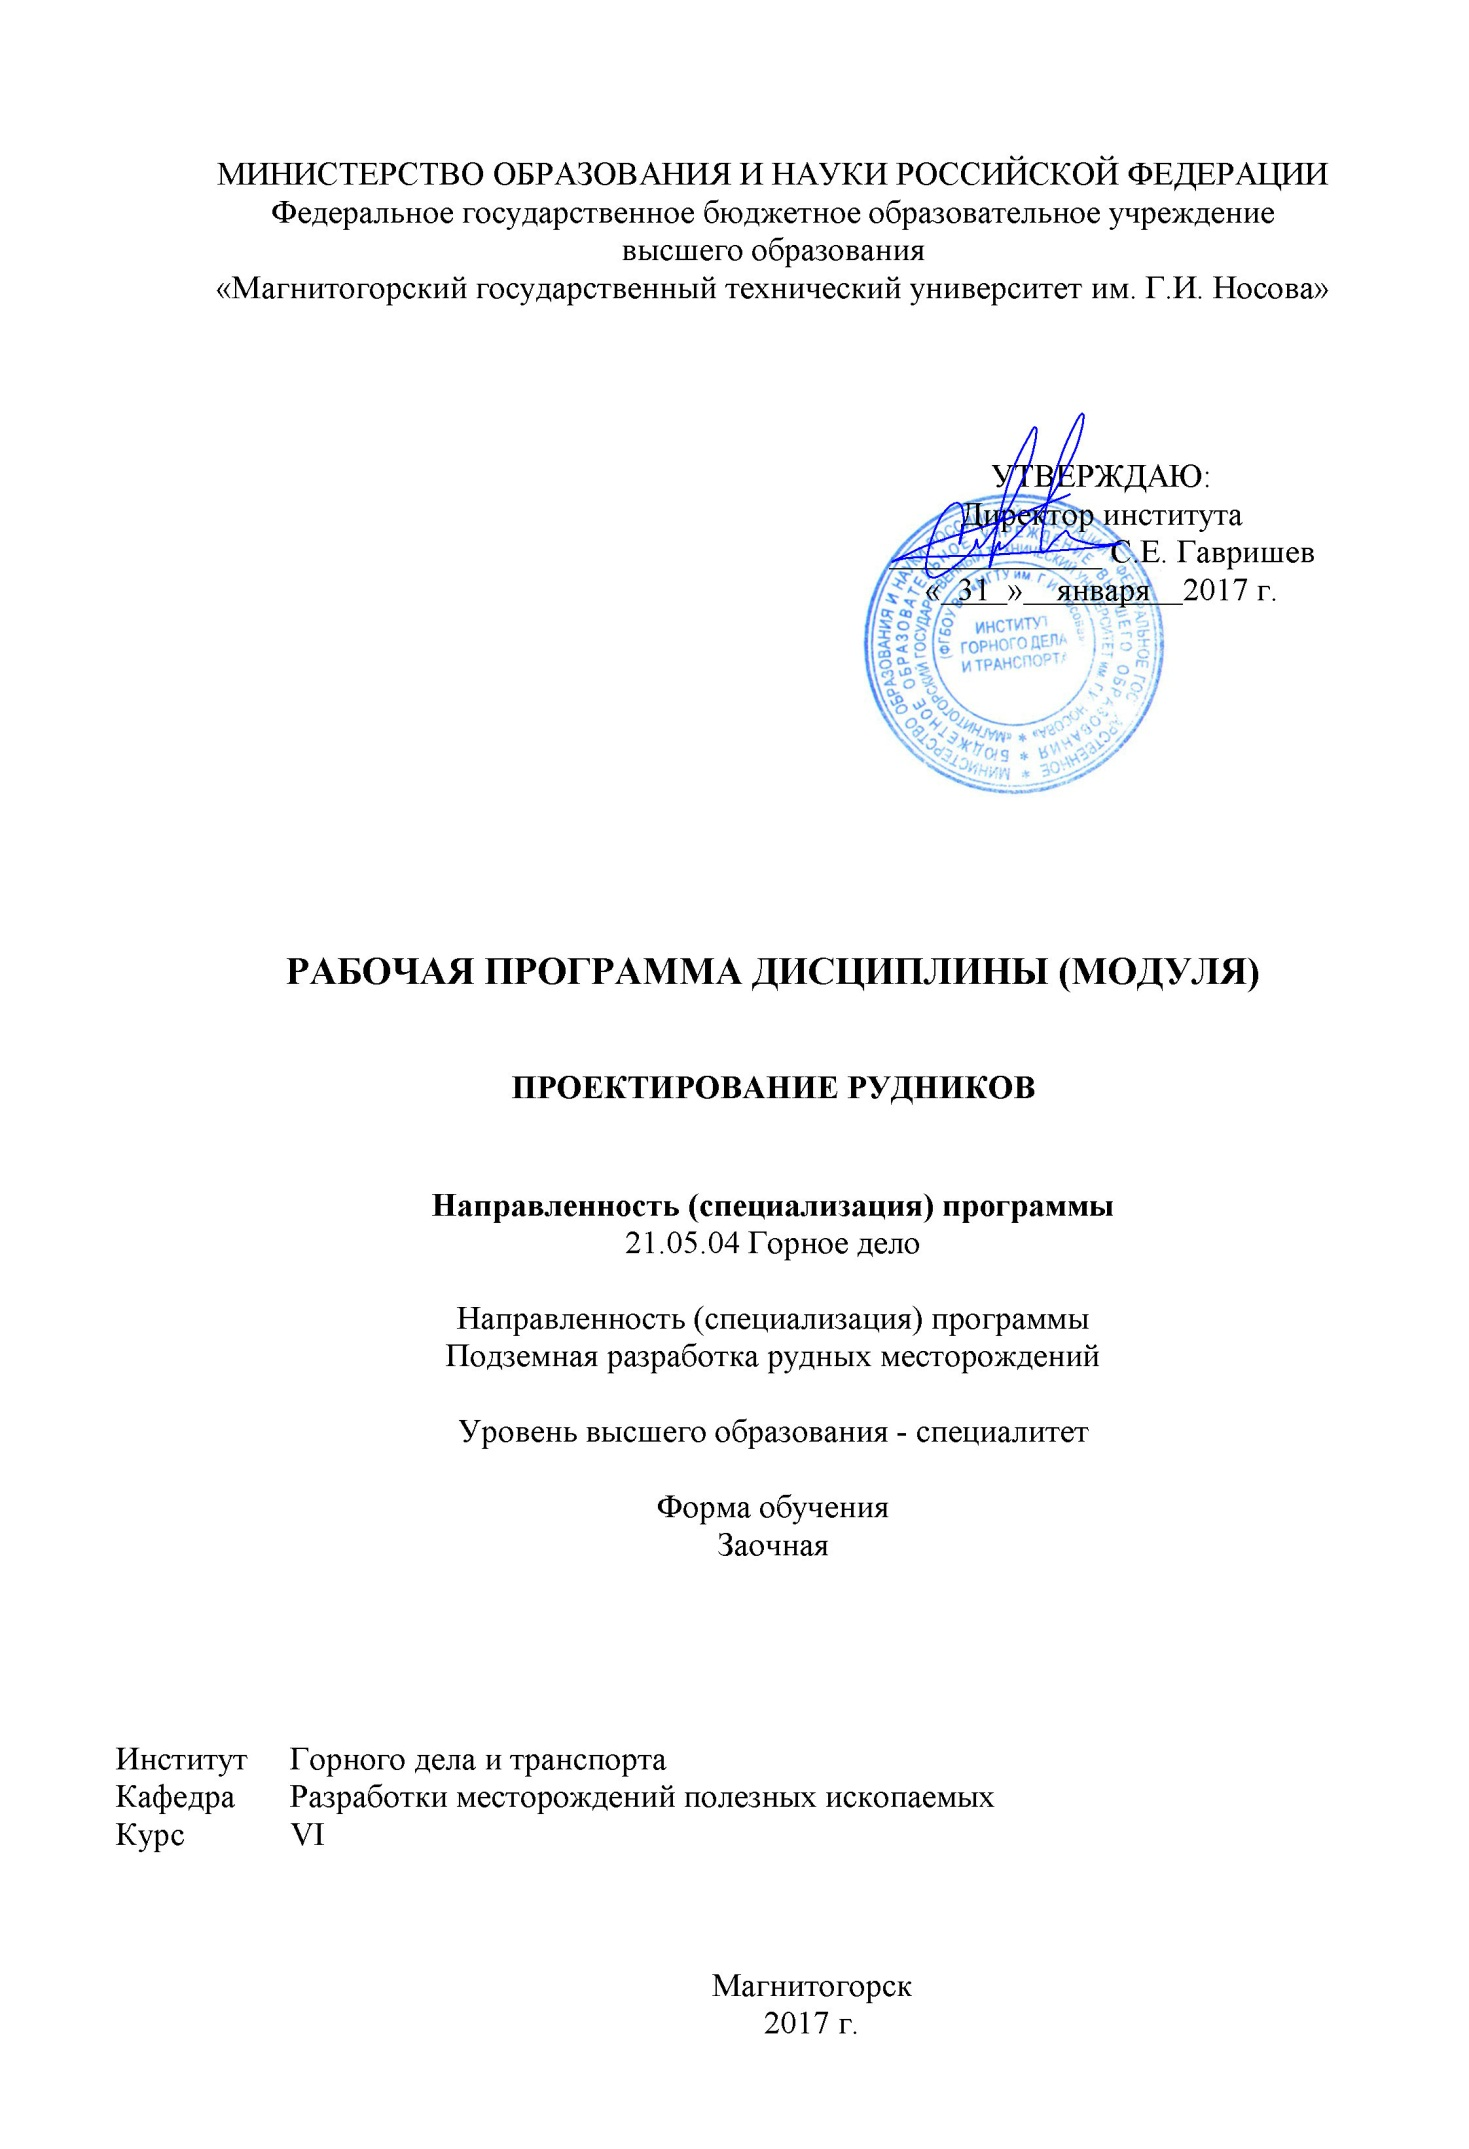 МИНИСТЕРСТВО ОБРАЗОВАНИЯ И НАУКИ РОССИЙСКОЙ ФЕДЕРАЦИИ
Федеральное государственное бюджетное образовательное учреждение
высшего образования
«Магнитогорский государственный технический университет им. Г.И. Носова»
УТВЕРЖДАЮ:
Директор института
_____________ С.Е. Гавришев
«_31_»__января__2017 г.
ИНСТИТУТ
ГОРНОГО ДЕЛА
И ТРАНСПОРТА
РАБОЧАЯ ПРОГРАММА ДИСЦИПЛИНЫ (МОДУЛЯ)
ПРОЕКТИРОВАНИЕ РУДНИКОВ
Направленность (специализация) программы
21.05.04 Горное дело
Направленность (специализация) программы
Подземная разработка рудных месторождений
Уровень высшего образования - специалитет
Форма обучения
Заочная
Институт Горного дела и транспорта
Кафедра Разработки месторождений полезных ископаемых
Курс VI
Магнитогорск
2017 г.